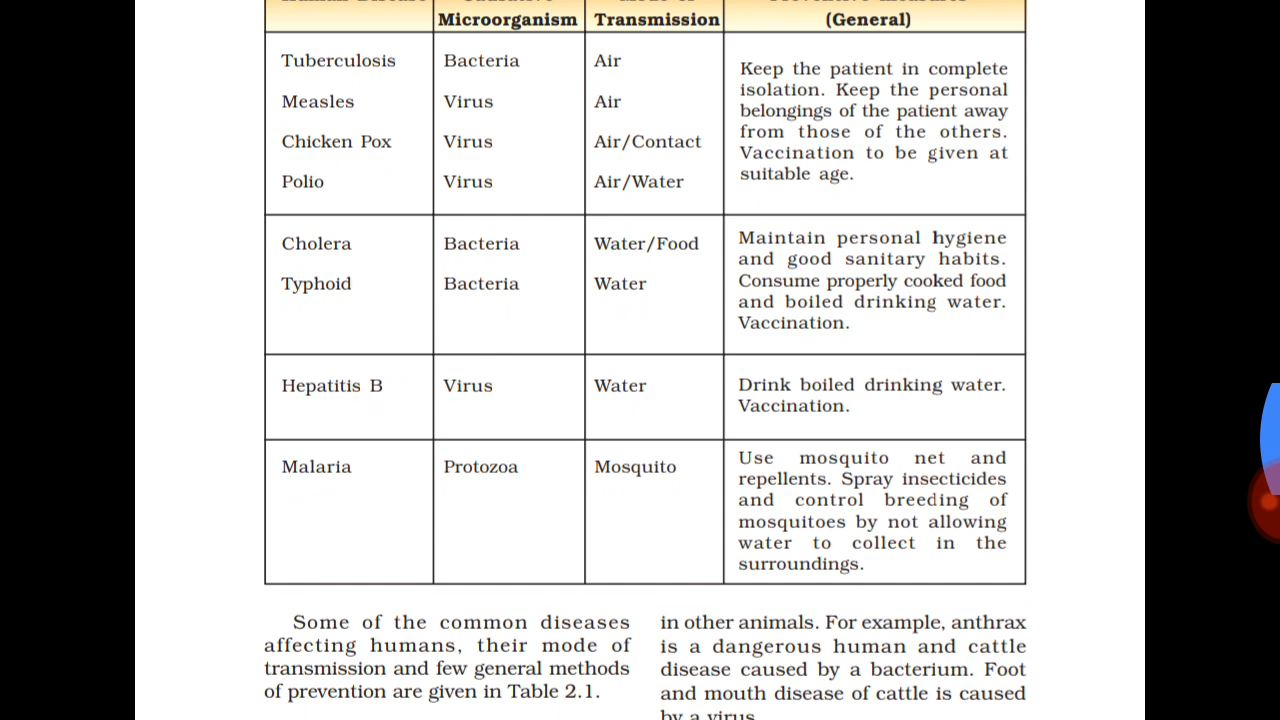 Microorganism Transmission (General)
Tuberculosis Bacteria Air
Measles Virus Air
Chicken Pox Virus Air/Contact
Polio Virus Air/Water
Keep the patient in complete
isolation. Keep the personal
belongings of the patient away
from those of the others.
Vaccination to be given at
suitable age.
Cholera Bacteria Water/Food
Typhoid Bacteria Water
Maintain personal hygiene
and good sanitary habits.
Consume properly cooked food
and boiled drinking water.
Vaccination.
Hepatitis B Virus Water
Drink boiled drinking water.
Vaccination.
Malaria Protozoa Mosquito
Use mosquito net and
repellents. Spray insecticides
and control breeding of
mosquitoes by not allowing
water to collect in the
surroundings.
Some of the common diseases
affecting humans, their mode of
transmission and few general methods
of prevention are given in Table 2.1.
in other animals. For example, anthrax
is a dangerous human and cattle
disease caused by a bacterium. Foot
and mouth disease of cattle is caused
by a virus